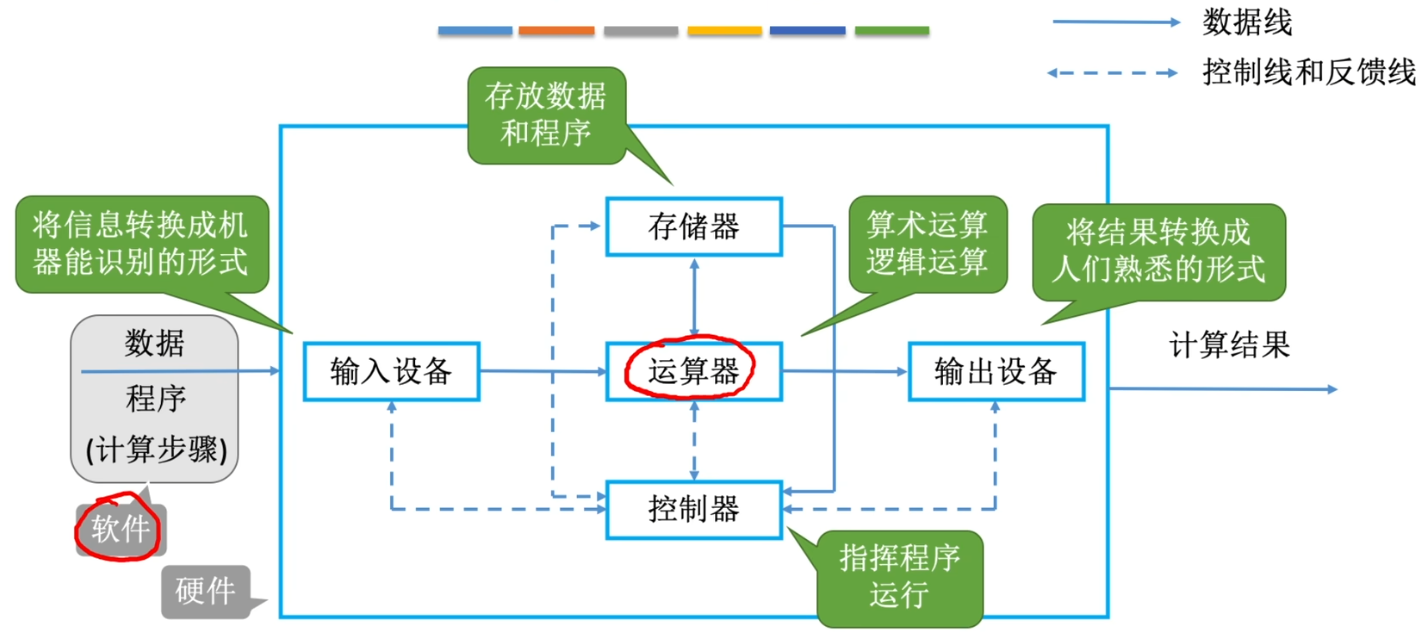 数据线
控制线和反馈线
存放数据
和程序
将信息转换成机
器能识别的形式
存储器
算术运算
逻辑运算
将结果转换成
人们熟悉的形式
数据
程序
(计算步骤)
输入设备
运算器
输出设备
计算结果
软件
控制器
硬件
指挥程序
运行